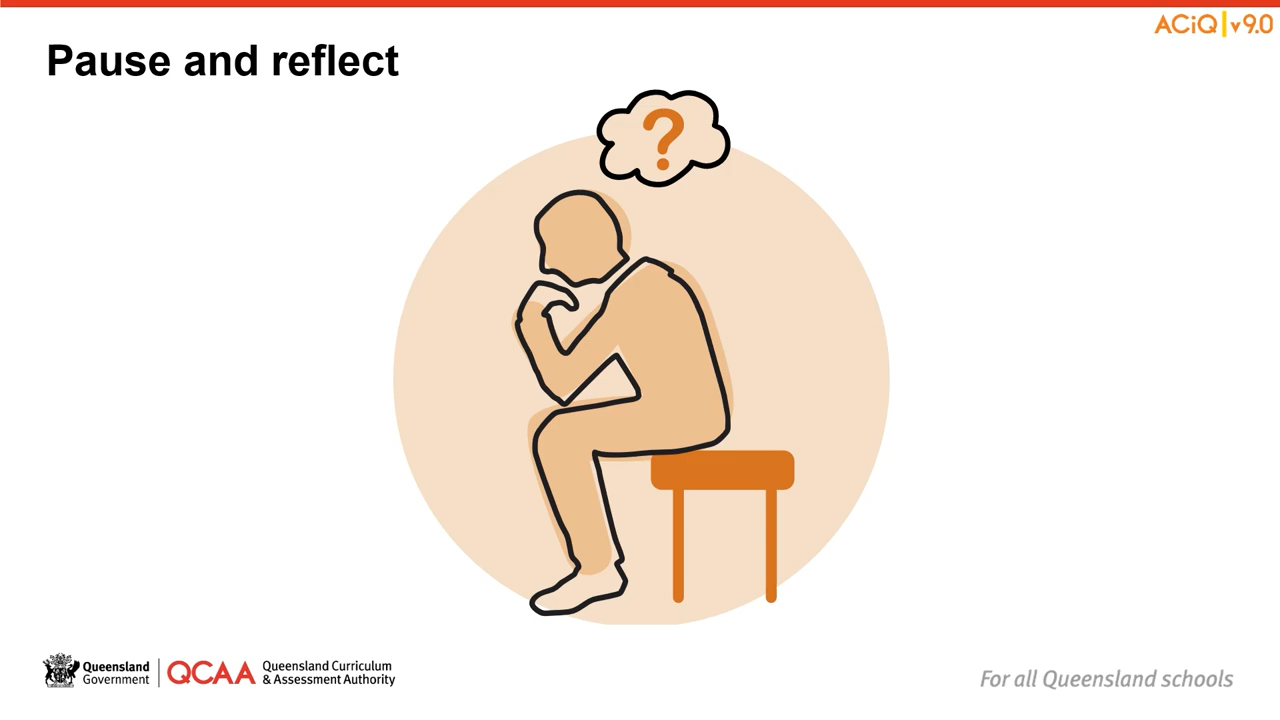 ACiQ v9.0
Pause and reflect
?
Queensland
Government
QCAA
Queensland Curriculum
& Assessment Authority
For all Queensland schools